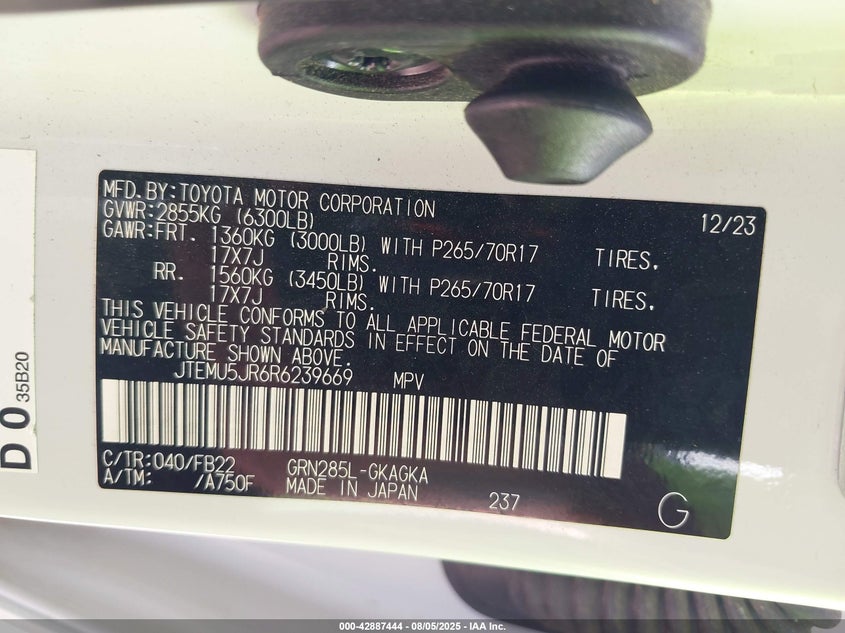 MFD.BY:TOYOTA MOTOR CORPORATION 12/23
GVWR:2855KG (6300LB)
GAWR:FRT. 1360KG (3000LB) WITH P265/70R17 TIRES.
17X7J RIMS.
RR. 1560KG (3450LB) WITH P265/70R17 TIRES.
17X7J RIMS.
THIS VEHICLE CONFORMS TO ALL APPLICABLE FEDERAL MOTOR
VEHICLE SAFETY STANDARDS IN EFFECT ON THE DATE OF
MANUFACTURE SHOWN ABOVE.
JTEMU5JR6R6239669 MPV
C/TR:040/FB22 GRN285L-GKAGKA
A/TM: /A750F MADE IN JAPAN 237 G
D 0 35B20
000-42887444 - 08/05/2025 - IAA Inc.